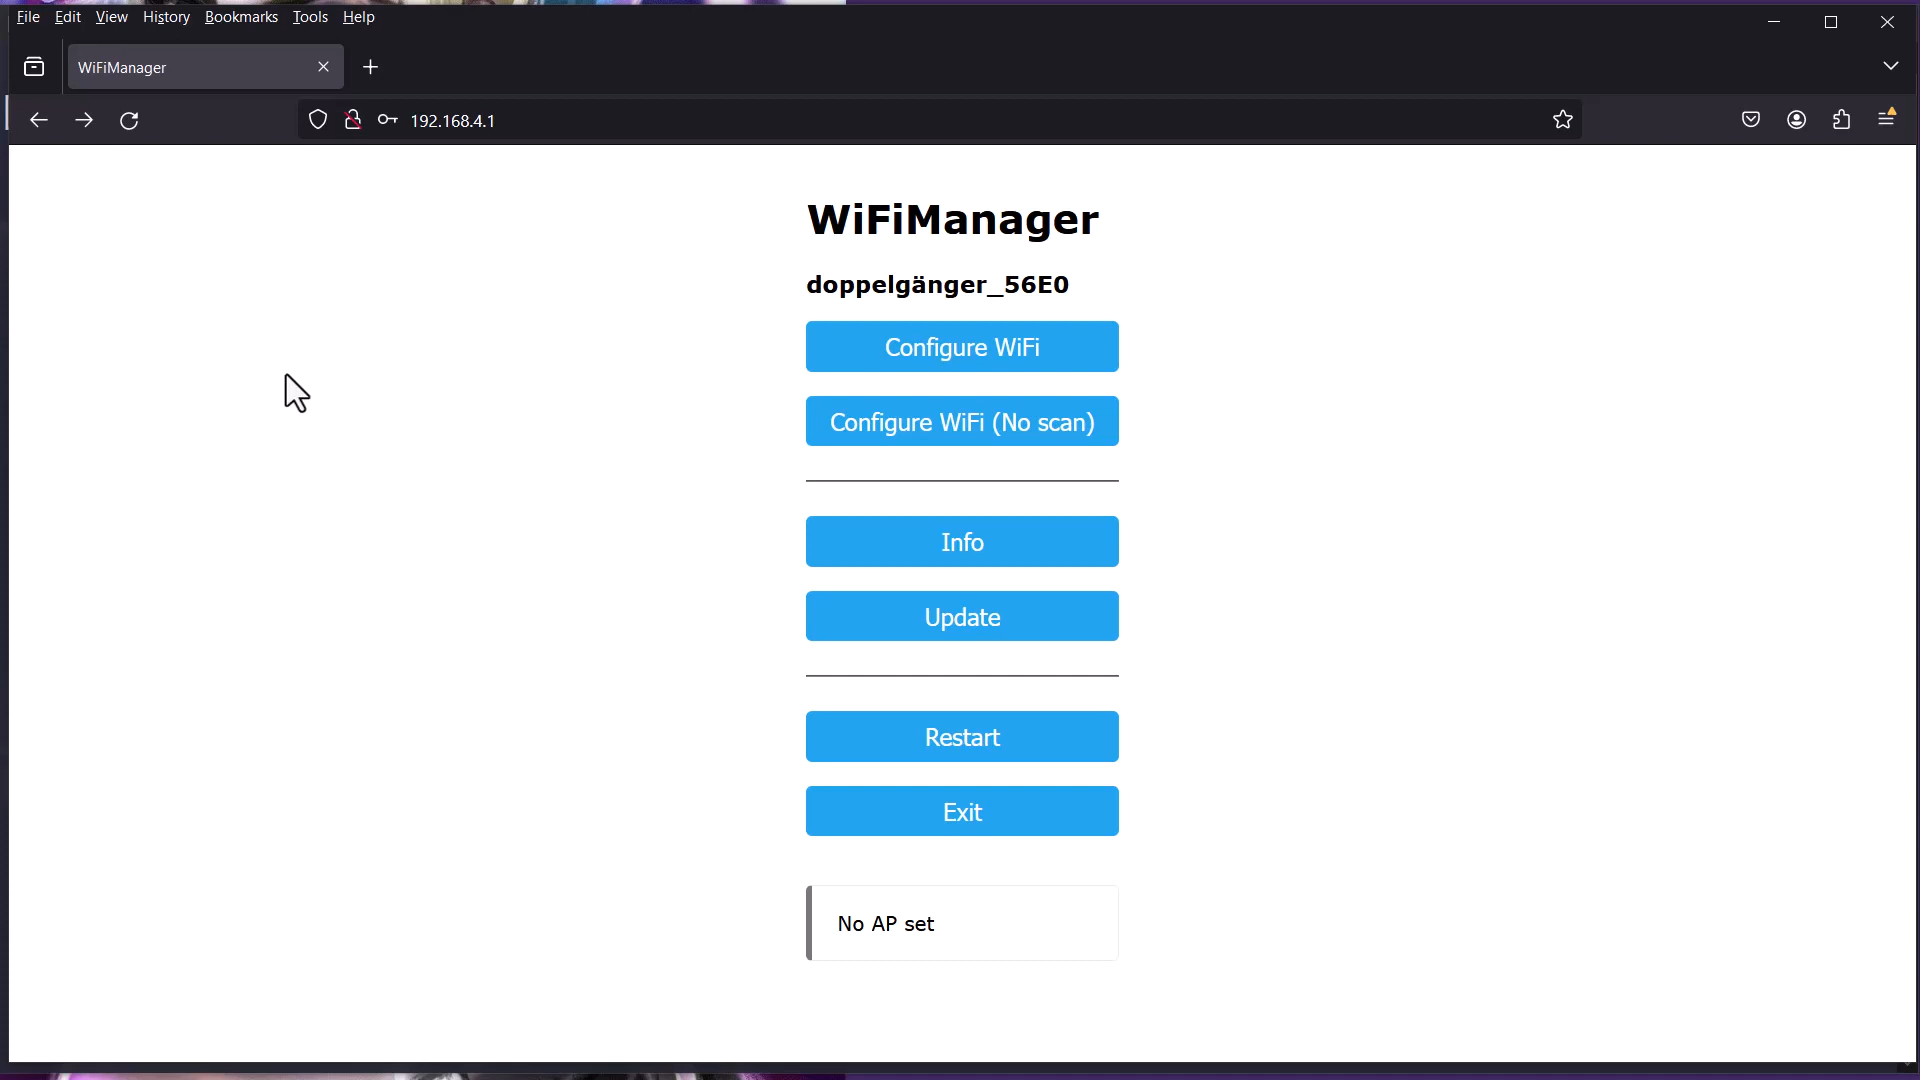 File Edit View History Bookmarks Tools Help
WiFiManager
192.168.4.1
WiFiManager
doppelgänger_56E0
Configure WiFi
Configure WiFi (No scan)
Info
Update
Restart
Exit
No AP set